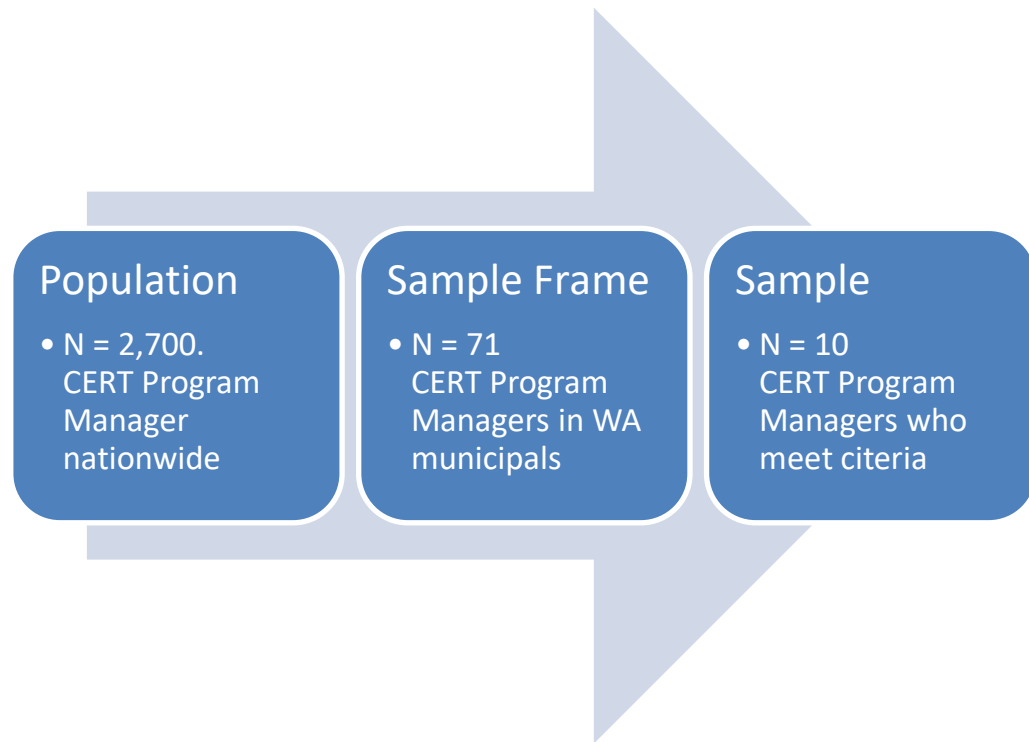 Population
• N = 2,700.
CERT Program
Manager
nationwide
Sample Frame
• N = 71
CERT Program
Managers in WA
municipals
Sample
• N = 10
CERT Program
Managers who
meet citeria